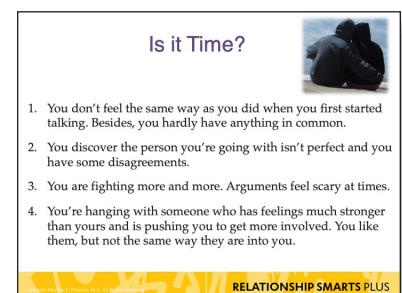 Is it Time?
1. You don't feel the same way as you did when you first started
talking. Besides, you hardly have anything in common.
2. You discover the person you're going with isn't perfect and you
have some disagreements.
3. You are fighting more and more. Arguments feel scary at times.
4. You're hanging with someone who has feelings much stronger
than yours and is pushing you to get more involved. You like
them, but not the same way they are into you.
RELATIONSHIP SMARTS PLUS